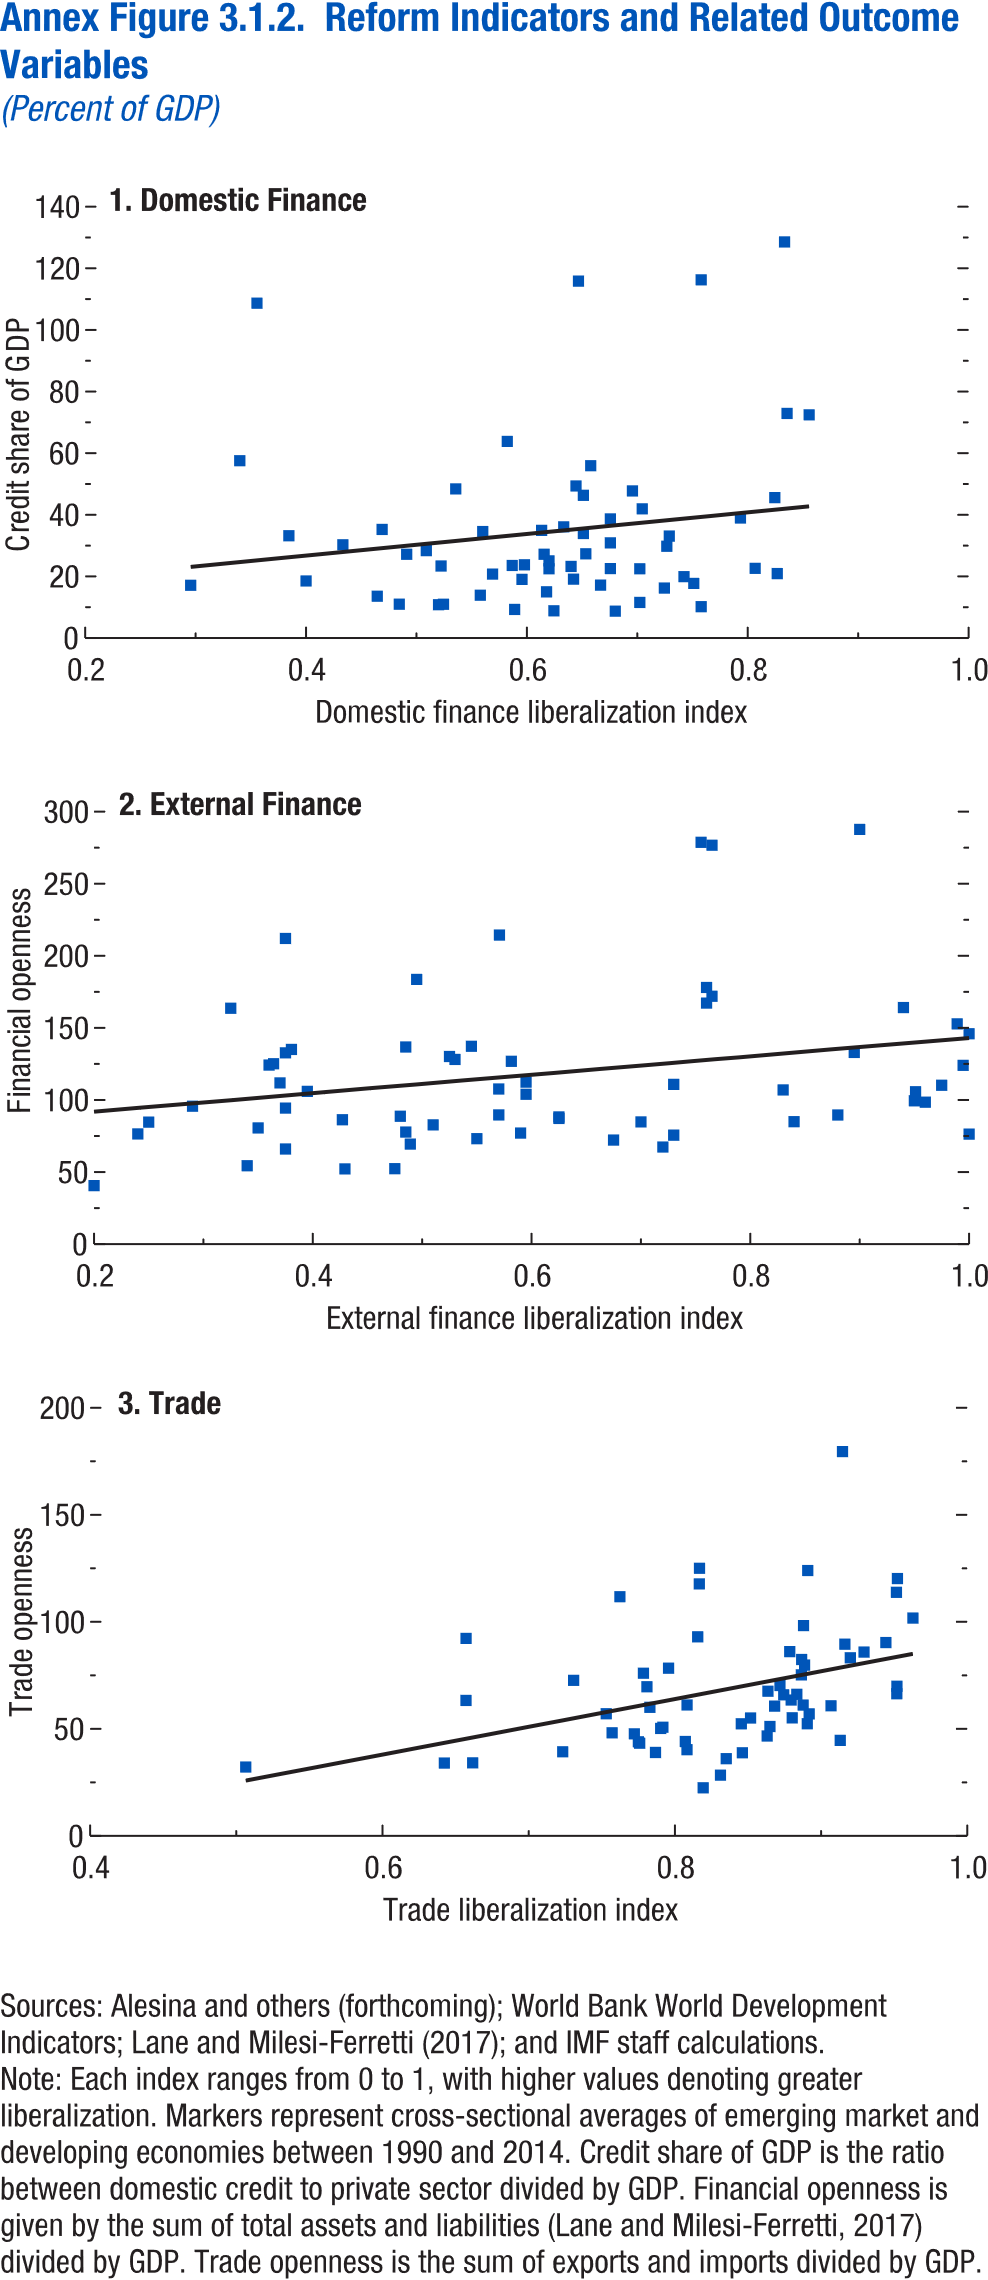 Annex Figure 3.1.2. Reform Indicators and Related Outcome
Variables
(Percent of GDP)
1. Domestic Finance
140
120
100
80
60
40
20
0
Credit share of GDP
0.2 0.4 0.6 0.8 1.0
Domestic finance liberalization index
2. External Finance
300
250
200
150
100
50
0
Financial openness
0.2 0.4 0.6 0.8 1.0
External finance liberalization index
3. Trade
200
150
100
50
0
Trade openness
0.4 0.6 0.8 1.0
Trade liberalization index
Sources: Alesina and others (forthcoming); World Bank World Development
Indicators; Lane and Milesi-Ferretti (2017); and IMF staff calculations.
Note: Each index ranges from 0 to 1, with higher values denoting greater
liberalization. Markers represent cross-sectional averages of emerging market and
developing economies between 1990 and 2014. Credit share of GDP is the ratio
between domestic credit to private sector divided by GDP. Financial openness is
given by the sum of total assets and liabilities (Lane and Milesi-Ferretti, 2017)
divided by GDP. Trade openness is the sum of exports and imports divided by GDP.